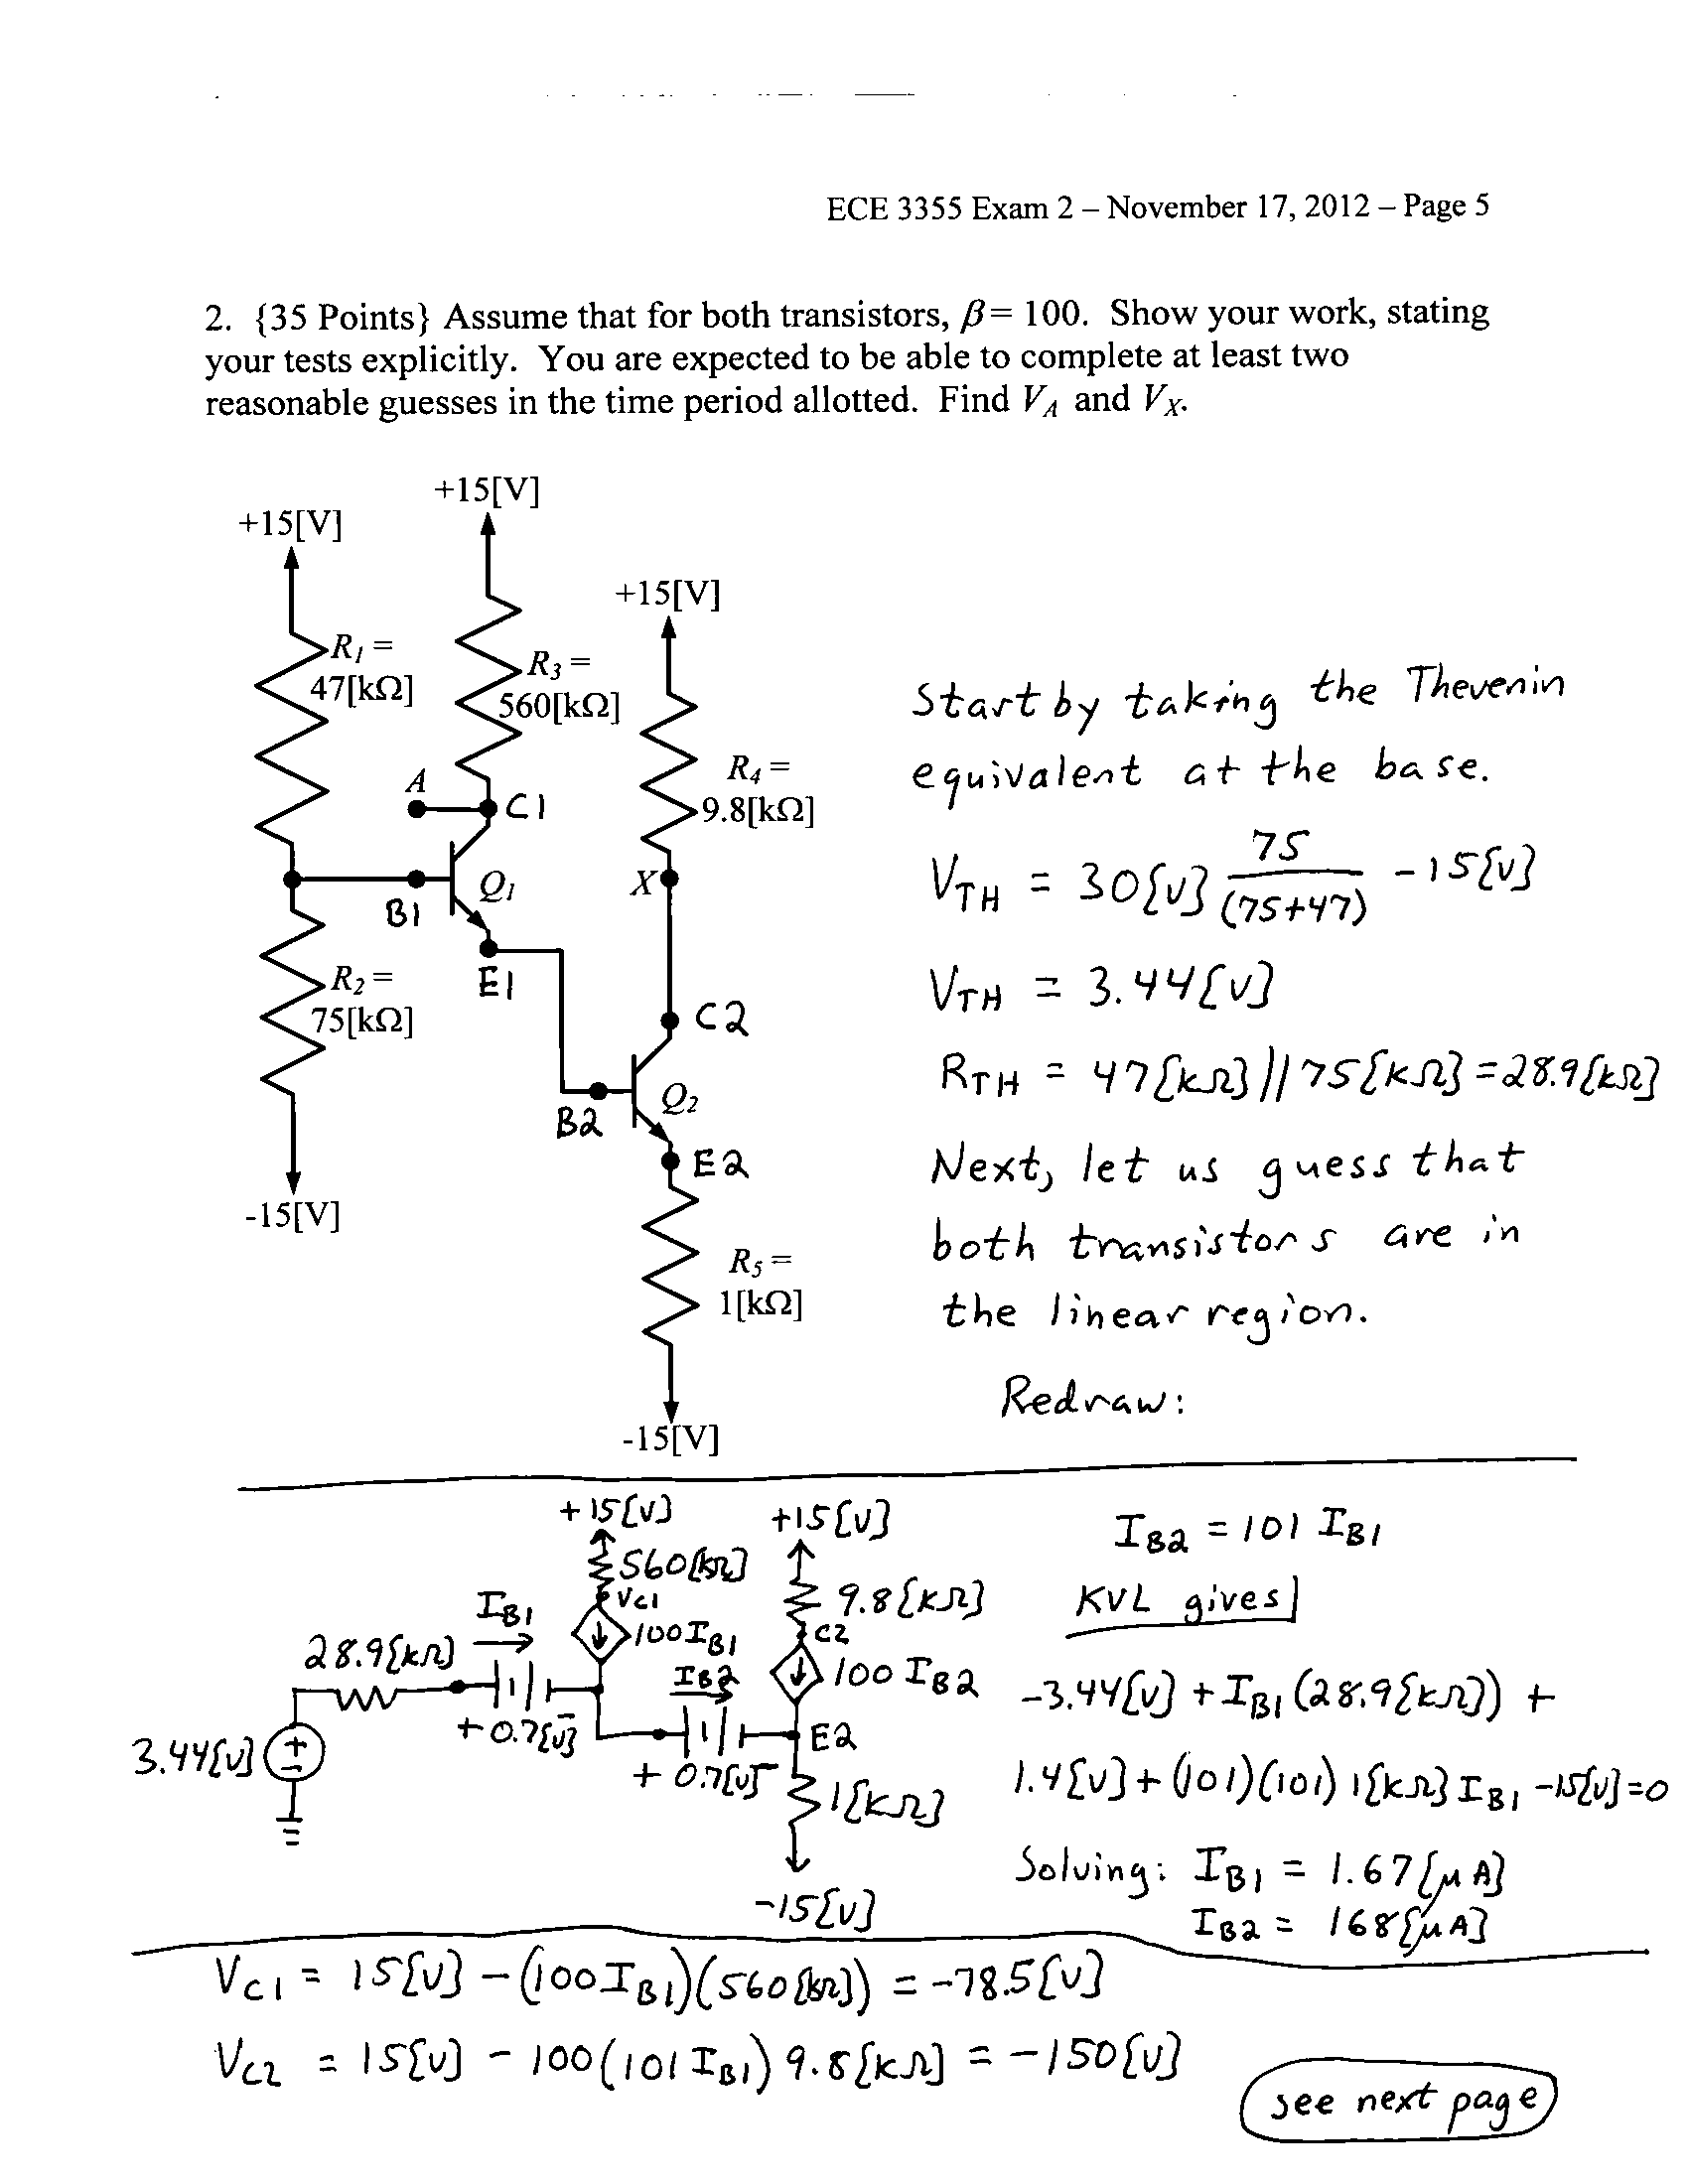 ECE 3355 Exam 2 – November 17, 2012 – Page 5
2. {35 Points} Assume that for both transistors, β= 100. Show your work, stating
your tests explicitly. You are expected to be able to complete at least two
reasonable guesses in the time period allotted. Find V_A and V_X.
+15[V]
+15[V]
+15[V]
R_1 =
47[kΩ]
R_3 =
560[kΩ]
R_4 =
9.8[kΩ]
A
C1
Q_1
B1
X
E1
R_2 =
75[kΩ]
C2
Q_2
B2
E2
-15[V]
R_5 =
1[kΩ]
-15[V]
Start by taking the Thevenin
equivalent at the base.
V_TH = 30[V] 75/(75+47) - 15[V]
V_TH = 3.44[V]
R_TH = 47[kΩ] || 75[kΩ] = 28.9[kΩ]
Next, let us guess that
both transistors are in
the linear region.
Redraw:
+15[V]
+15[V]
560[kΩ]
V_C1
9.8[kΩ]
I_B1
28.9[kΩ]
100 I_B1
C2
I_B2
100 I_B2
+ 0.7[V] -
E2
3.44[V]
+
-
+ 0.7[V] -
1[kΩ]
-15[V]
I_B2 = 101 I_B1
KVL gives|
-3.44[V] + I_B1 (28.9[kΩ]) +
1.4[V] + (101)(101) 1[kΩ] I_B1 -15[V] = 0
Solving: I_B1 = 1.67[μA]
I_B2 = 168[μA]
V_C1 = 15[V] - (100 I_B1)(560[kΩ]) = -78.5[V]
V_C2 = 15[V] - 100(101 I_B1) 9.8[kΩ] = -150[V]
see next page